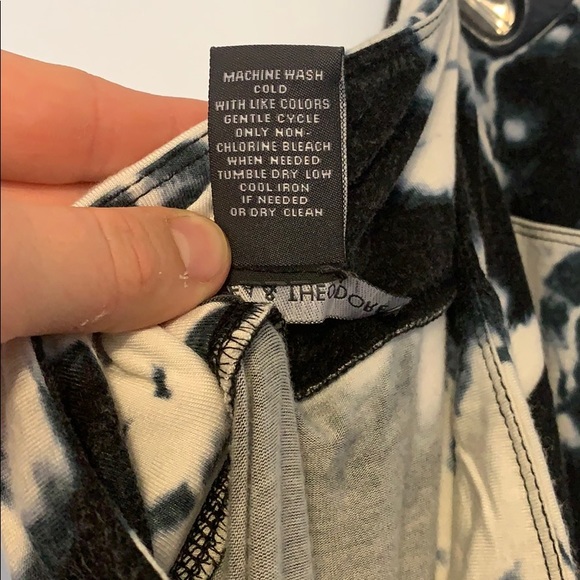 MACHINE WASH
COLD
WITH LIKE COLORS
GENTLE CYCLE
ONLY NON-
CHLORINE BLEACH
WHEN NEEDED
TUMBLE DRY LOW
COOL IRON
IF NEEDED
OR DRY CLEAN
& THEODORE